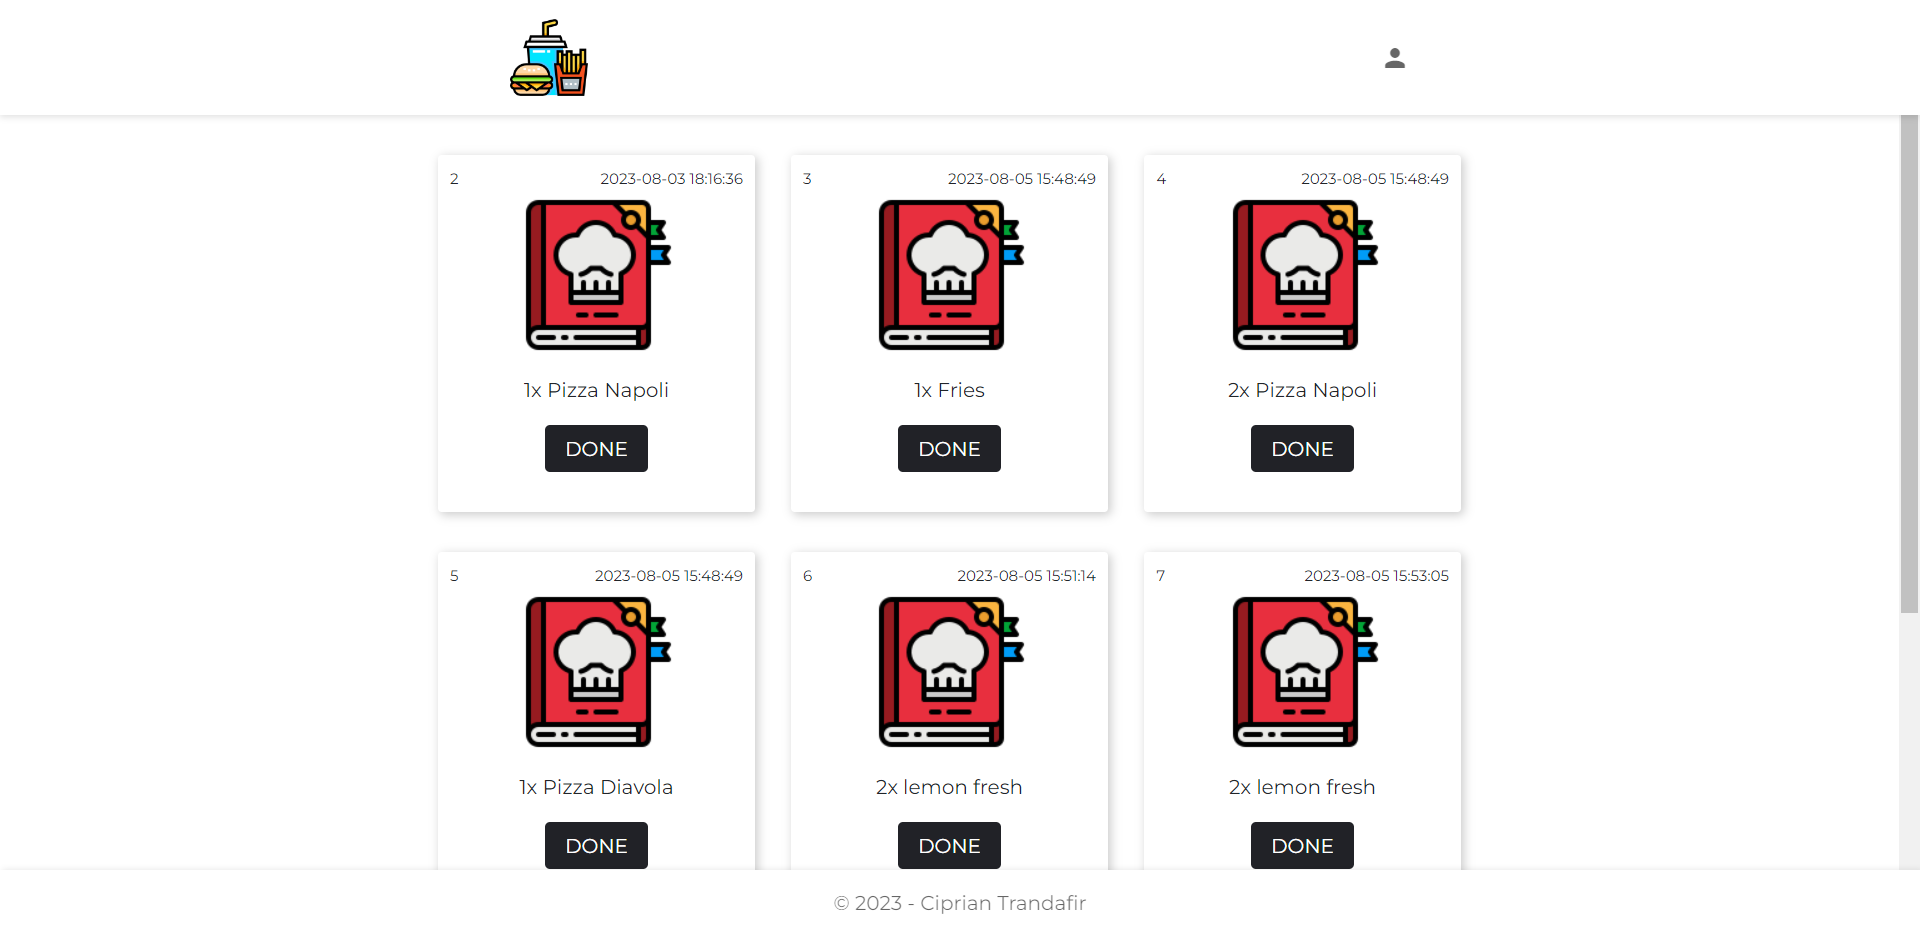 2 2023-08-03 18:16:36
1x Pizza Napoli
DONE
3 2023-08-05 15:48:49
1x Fries
DONE
4 2023-08-05 15:48:49
2x Pizza Napoli
DONE
5 2023-08-05 15:48:49
1x Pizza Diavola
DONE
6 2023-08-05 15:51:14
2x lemon fresh
DONE
7 2023-08-05 15:53:05
2x lemon fresh
DONE
© 2023 - Ciprian Trandafir